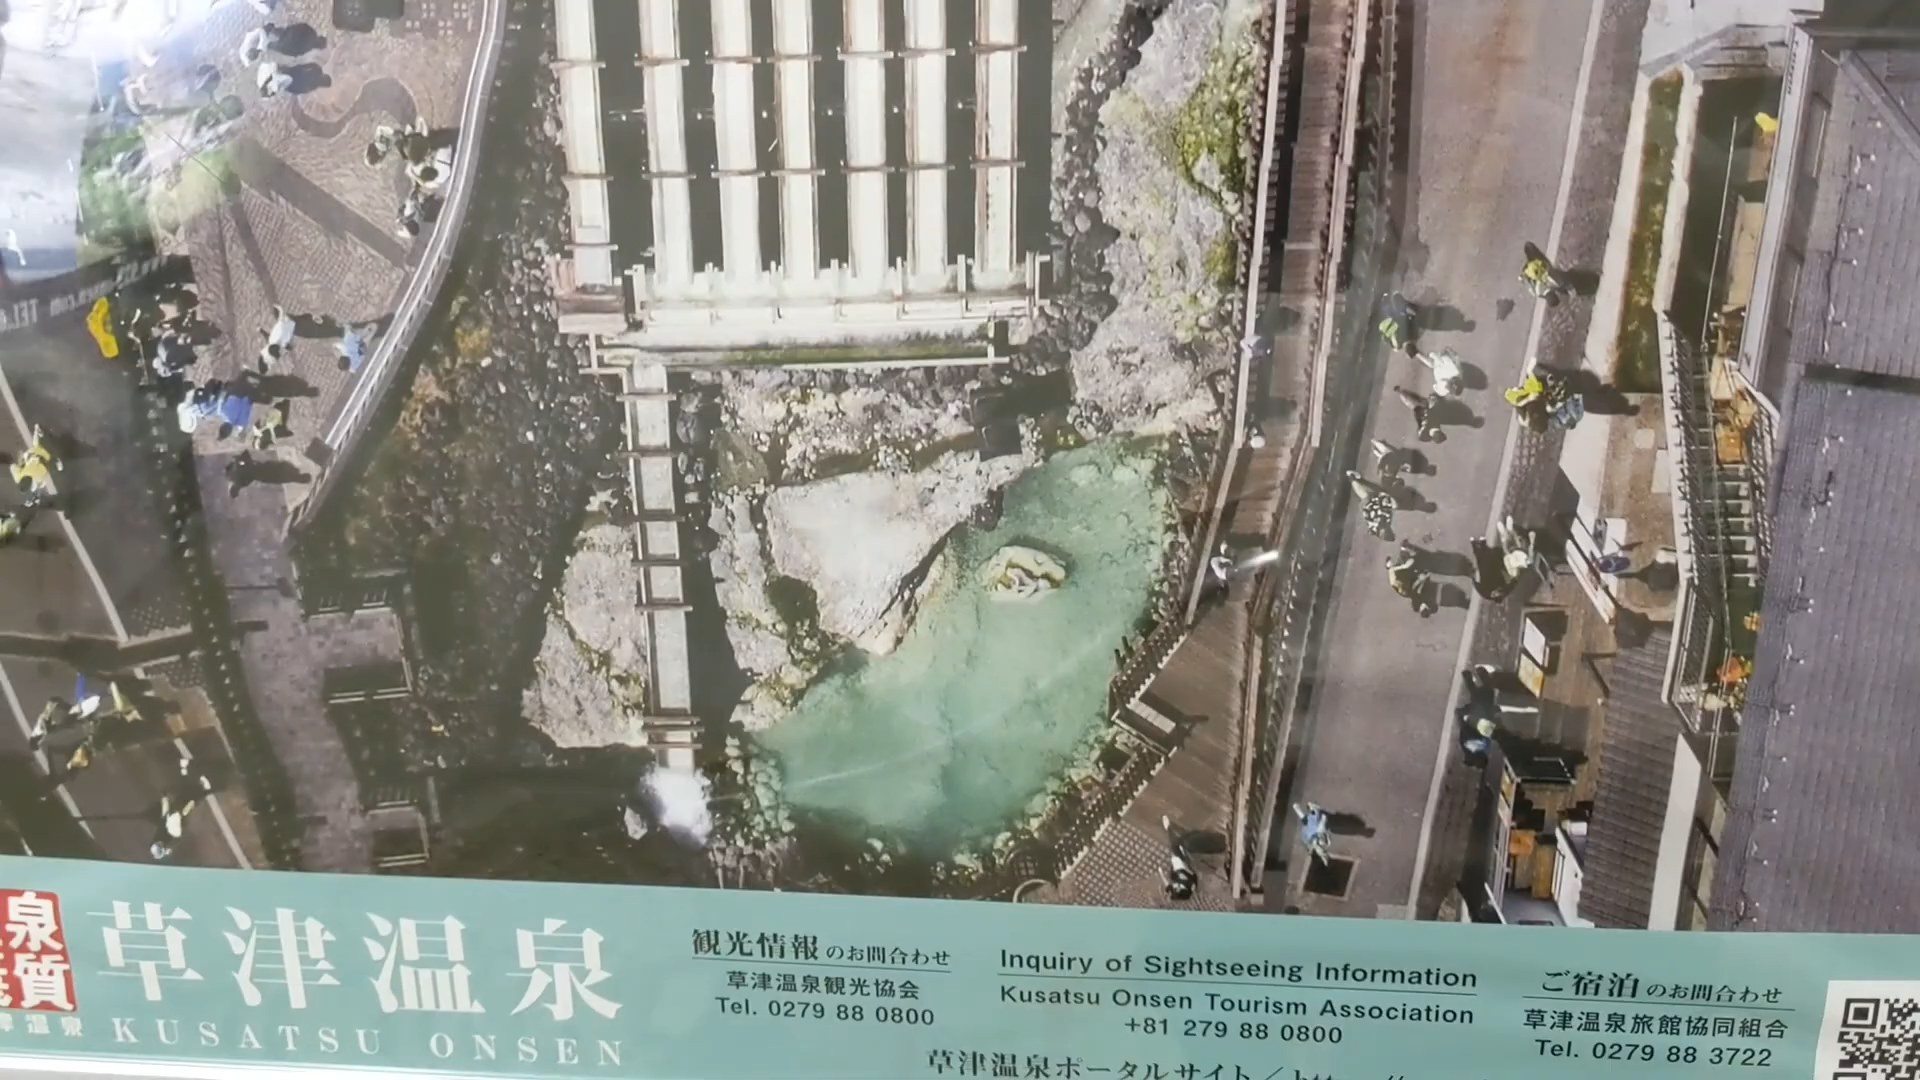 泉質
草津温泉
KUSATSU ONSEN
観光情報のお問合わせ
草津温泉観光協会
Tel. 0279 88 0800
Inquiry of Sightseeing Information
Kusatsu Onsen Tourism Association
+81 279 88 0800
ご宿泊のお問合わせ
草津温泉旅館協同組合
Tel. 0279 88 3722
草津温泉ポータルサイト/